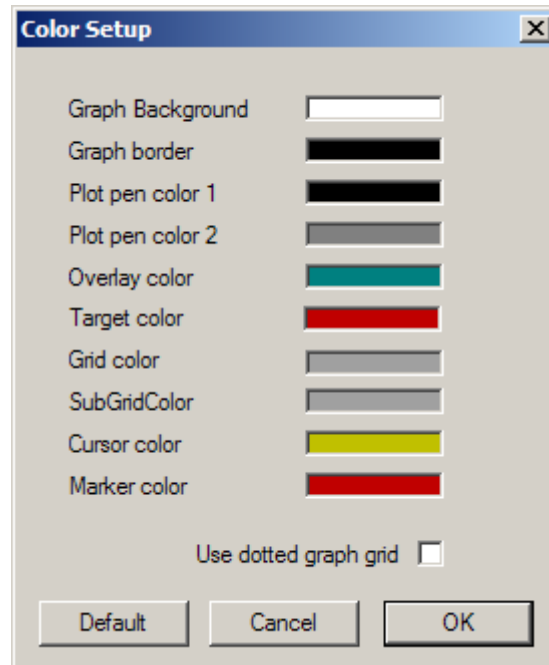 Color Setup
Graph Background
Graph border
Plot pen color 1
Plot pen color 2
Overlay color
Target color
Grid color
SubGridColor
Cursor color
Marker color
Use dotted graph grid
Default Cancel OK